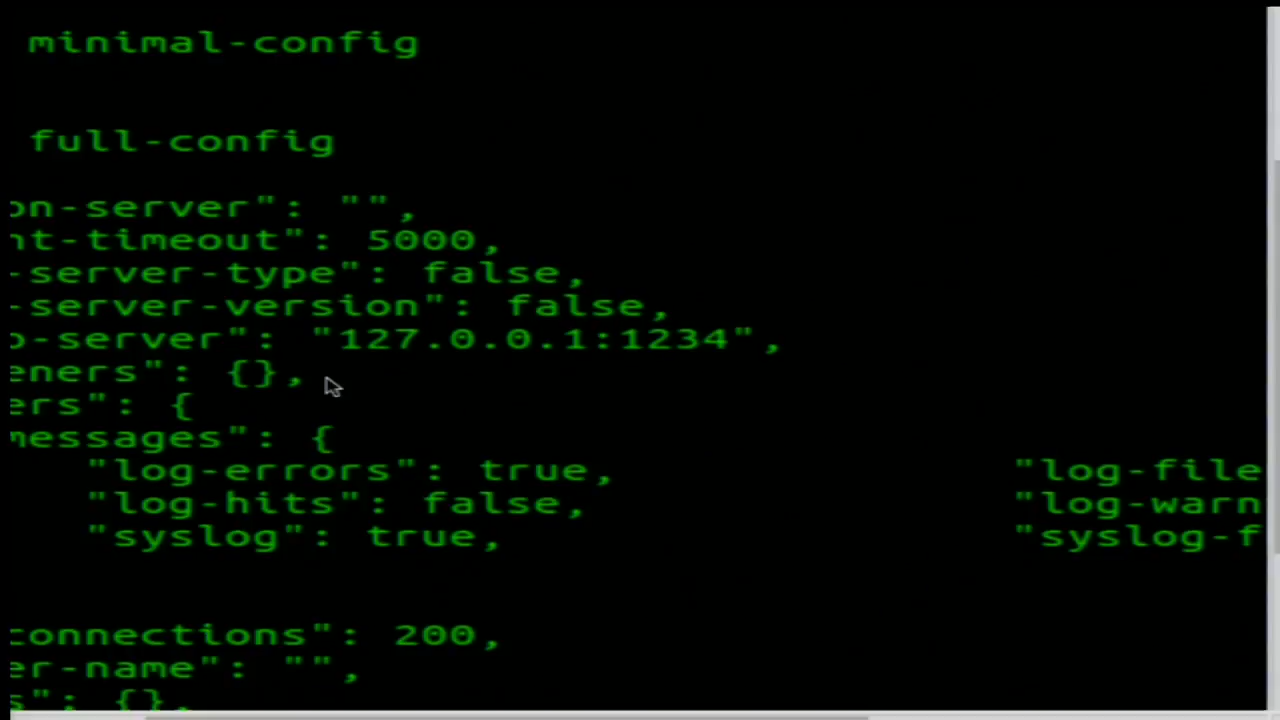 minimal-config
full-config
on-server": "",
nt-timeout": 5000,
-server-type": false,
-server-version": false,
o-server": "127.0.0.1:1234",
eners": {},
ers": {
messages": {
"log-errors": true, "log-file
"log-hits": false, "log-warn
"syslog": true, "syslog-f
connections": 200,
er-name": "",
s": {},